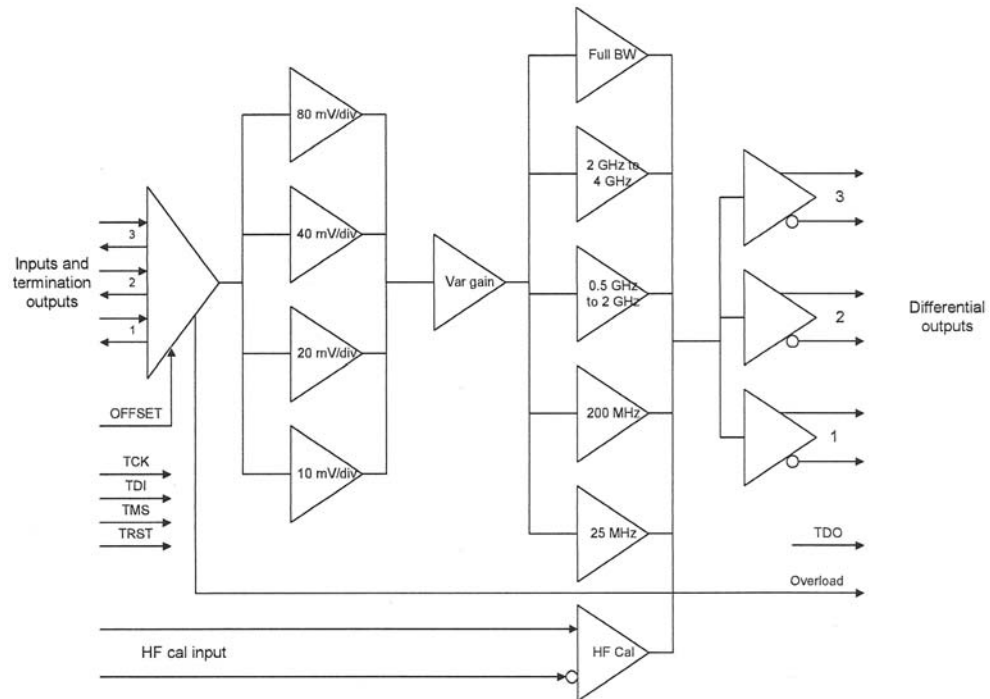 Full BW
80 mV/div
2 GHz to
4 GHz
3
40 mV/div
3
Inputs and
termination
outputs
2
Var gain
0.5 GHz
to 2 GHz
2
Differential
outputs
1
20 mV/div
OFFSET
200 MHz
1
TCK
10 mV/div
TDI
TMS
TRST
25 MHz
TDO
Overload
HF cal input
HF Cal